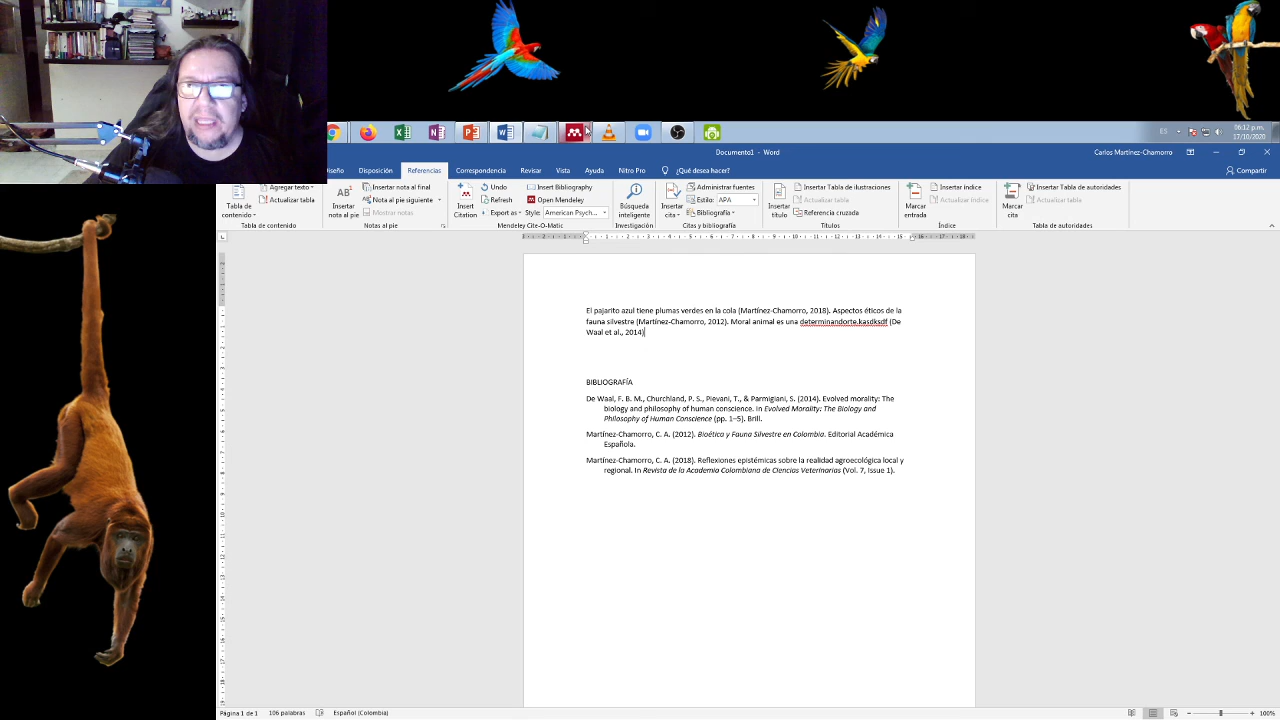 06:12 p.m.
ES
17/10/2020
Documento1 - Word
Carlos Martínez-Chamorro
Diseño
Disposición
Referencias
Correspondencia
Revisar
Vista
Ayuda
Nitro Pro
¿Qué desea hacer?
Compartir
Tabla de contenido
Agregar texto
Actualizar tabla
Tabla de contenido
AB
Insertar nota al pie
Insertar nota al final
Nota al pie siguiente
Mostrar notas
Notas al pie
Insert Citation
Undo
Refresh
Export as
Insert Bibliography
Open Mendeley
Style: American Psych...
Mendeley Cite-O-Matic
Búsqueda inteligente
Investigación
Insertar cita
Administrar fuentes
Estilo: APA
Bibliografía
Citas y bibliografía
Insertar título
Insertar Tabla de ilustraciones
Actualizar tabla
Referencia cruzada
Títulos
Marcar entrada
Insertar índice
Actualizar índice
Índice
Marcar cita
Insertar Tabla de autoridades
Actualizar tabla
Tabla de autoridades
El pajarito azul tiene plumas verdes en la cola (Martínez-Chamorro, 2018). Aspectos éticos de la
fauna silvestre (Martínez-Chamorro, 2012). Moral animal es una determinandorte.kasdksdf (De
Waal et al., 2014)
BIBLIOGRAFÍA
De Waal, F. B. M., Churchland, P. S., Pievani, T., & Parmigiani, S. (2014). Evolved morality: The
biology and philosophy of human conscience. In Evolved Morality: The Biology and
Philosophy of Human Conscience (pp. 1–5). Brill.
Martínez-Chamorro, C. A. (2012). Bioética y Fauna Silvestre en Colombia. Editorial Académica
Española.
Martínez-Chamorro, C. A. (2018). Reflexiones epistémicas sobre la realidad agroecológica local y
regional. In Revista de la Academia Colombiana de Ciencias Veterinarias (Vol. 7, Issue 1).
Página 1 de 1
106 palabras
Español (Colombia)
100%